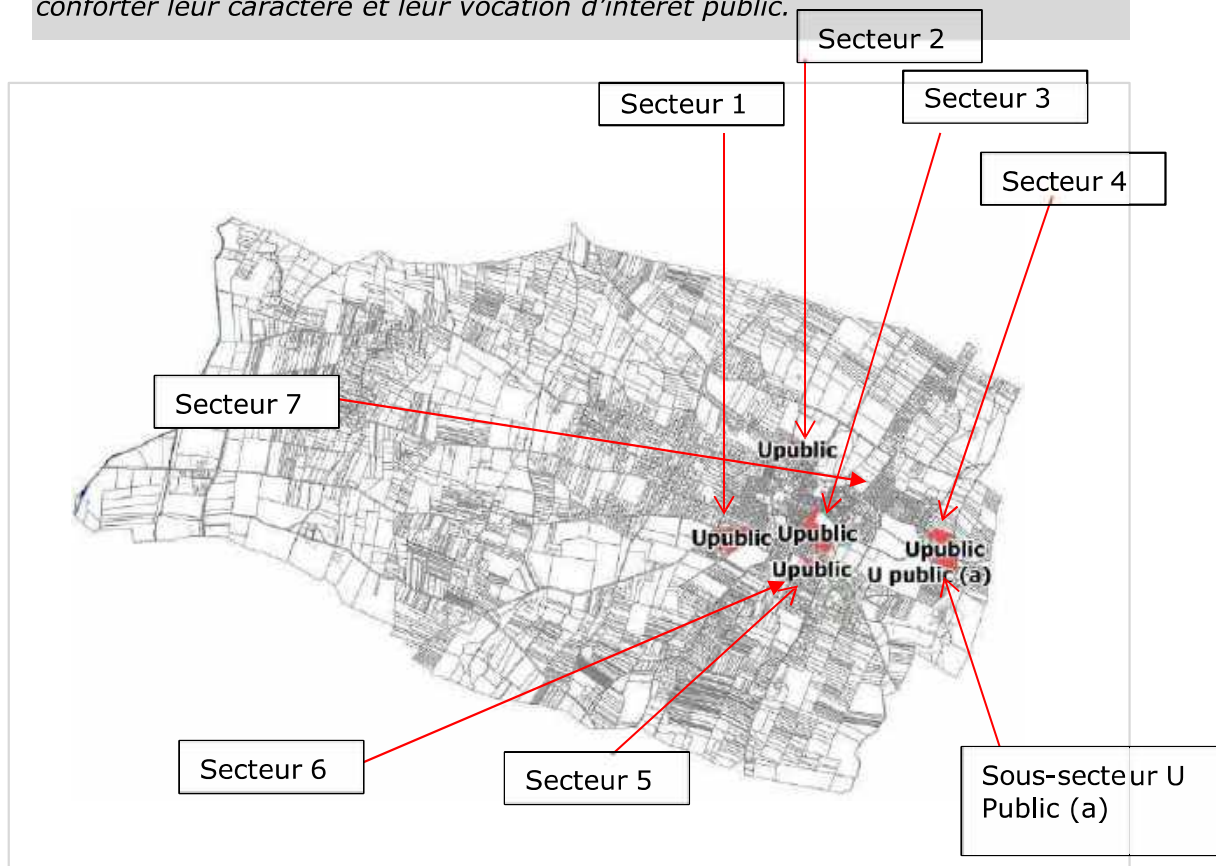 conforter leur caractère et leur vocation d'intérêt public.
Secteur 2
Secteur 1
Secteur 3
Secteur 4
Secteur 7
Upublic
Upublic
Upublic
Upublic
Upublic
U public (a)
Secteur 6
Secteur 5
Sous-secteur U
Public (a)